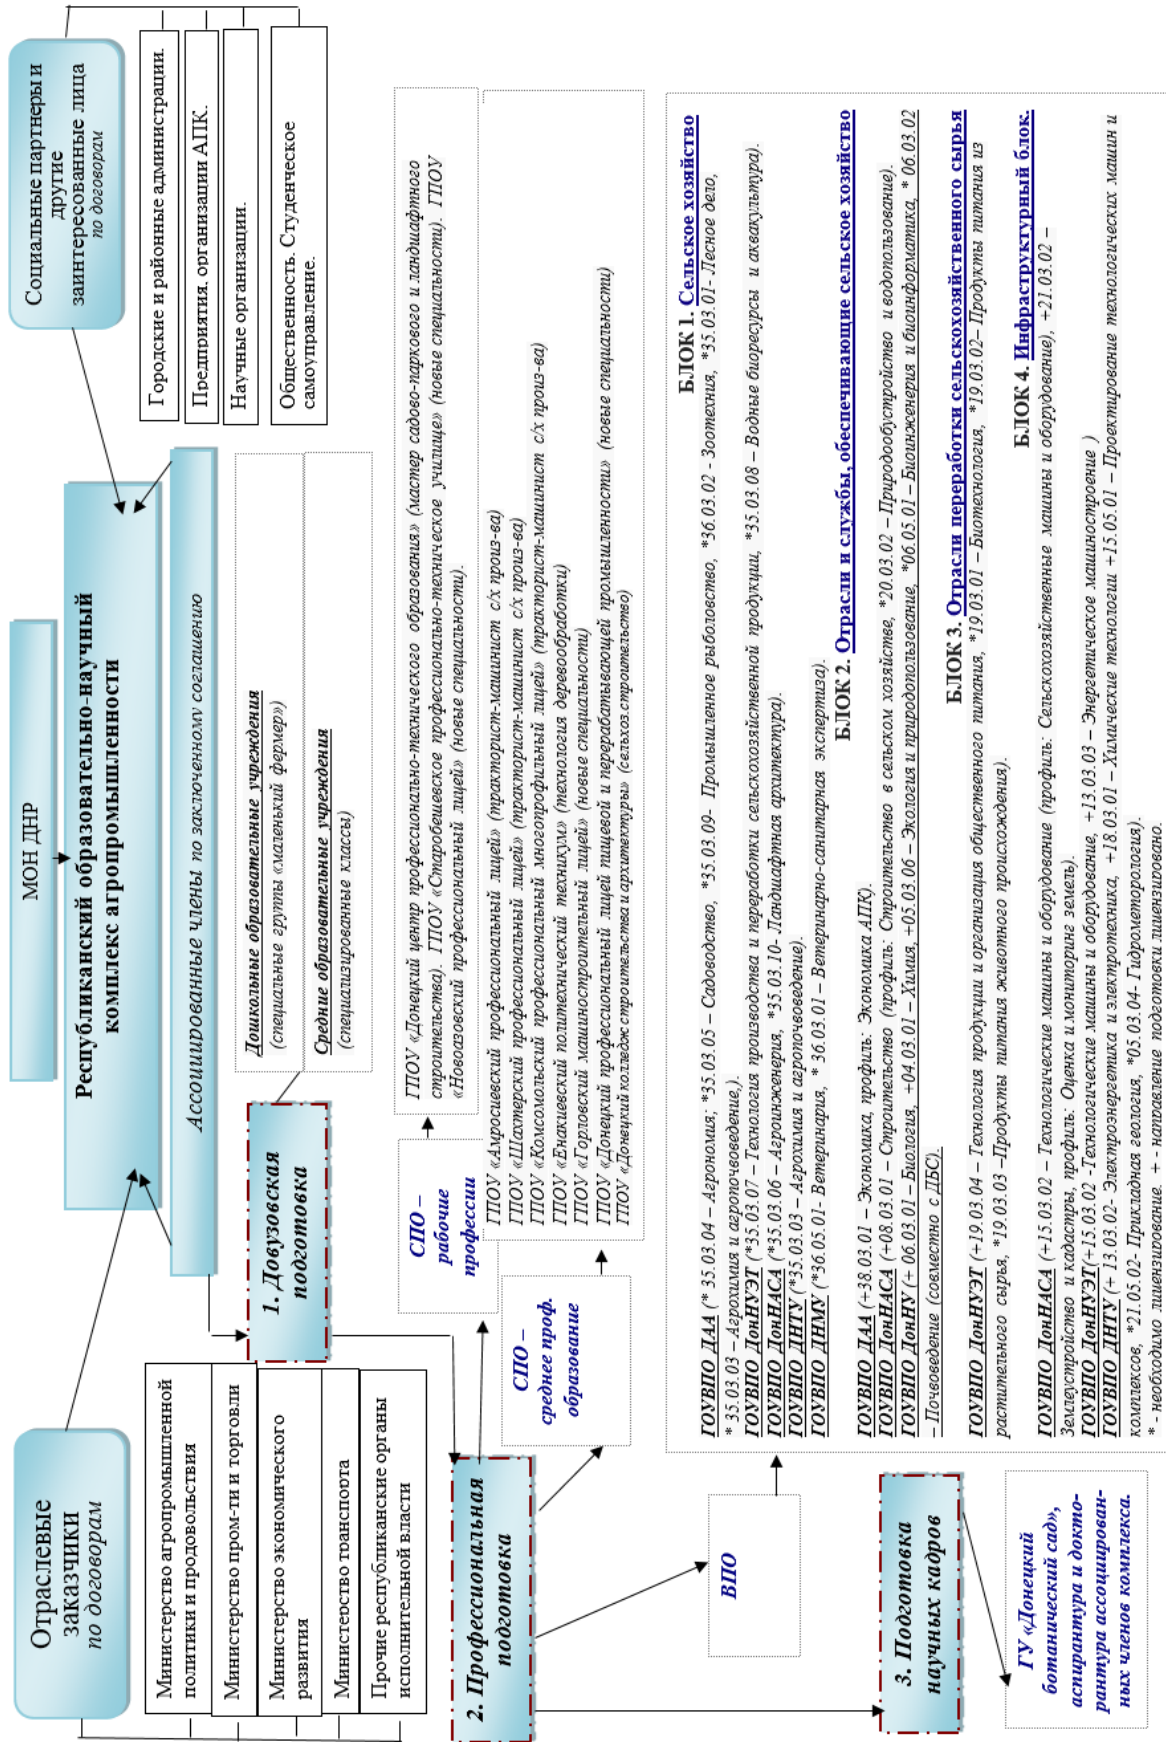 МОН ДНР
Республиканский образовательно-научный
комплекс агропромышленности
Ассоциированные члены по заключенному соглашению
Отраслевые
заказчики
по договорам
Министерство агропромышленной
политики и продовольствия
Министерство пром-ти и торговли
Министерство экономического
развития
Министерство транспорта
Прочие республиканские органы
исполнительной власти
Социальные партнеры и
другие
заинтересованные лица
по договорам
Городские и районные администрации.
Предприятия, организации АПК.
Научные организации.
Общественность. Студенческое
самоуправление.
1. Довузовская
подготовка
Дошкольные образовательные учреждения
(специальные группы «маленький фермер»)
Средние образовательные учреждения
(специализированные классы)
2. Профессиональная
подготовка
СПО –
рабочие
профессии
ГПОУ «Донецкий центр профессионально-технического образования» (мастер садово-паркового и ландшафтного
строительства). ГПОУ «Старобешевское профессионально-техническое училище» (новые специальности). ГПОУ
«Новоазовский профессиональный лицей» (новые специальности).
СПО –
среднее проф.
образование
ГПОУ «Амвросиевский профессиональный лицей» (тракторист-машинист с/х произ-ва)
ГПОУ «Шахтерский профессиональный лицей» (тракторист-машинист с/х произ-ва)
ГПОУ «Комсомольский профессиональный многопрофильный лицей» (тракторист-машинист с/х произ-ва)
ГПОУ «Енакиевский политехнический техникум» (технология деревообработки)
ГПОУ «Горловский машиностроительный лицей» (новые специальности)
ГПОУ «Донецкий профессиональный лицей пищевой и перерабатывающей промышленности» (новые специальности)
ГПОУ «Донецкий колледж строительства и архитектуры» (сельхоз.строительство)
ВПО
БЛОК 1. Сельское хозяйство
ГОУВПО ДАА (* 35.03.04 – Агрономия; *35.03.05 – Садоводство, *35.03.09- Промышленное рыболовство, *36.03.02 - Зоотехния, *35.03.01- Лесное дело,
* 35.03.03 – Агрохимия и агропочвоведение,).
ГОУВПО ДонНУЭТ (*35.03.07 – Технология производства и переработки сельскохозяйственной продукции, *35.03.08 – Водные биоресурсы и аквакультура).
ГОУВПО ДонНАСА (*35.03.06 – Агроинженерия, *35.03.10- Ландшафтная архитектура).
ГОУВПО ДНТУ (*35.03.03 – Агрохимия и агропочвоведение).
ГОУВПО ДНМУ (*36.05.01- Ветеринария, * 36.03.01 – Ветеринарно-санитарная экспертиза).
БЛОК 2. Отрасли и службы, обеспечивающие сельское хозяйство
ГОУВПО ДАА (+38.03.01 – Экономика, профиль: Экономика АПК).
ГОУВПО ДонНАСА (+08.03.01 – Строительство (профиль: Строительство в сельском хозяйстве, *20.03.02 – Природообустройство и водопользование).
ГОУВПО ДонНУ (+ 06.03.01 – Биология, +04.03.01 – Химия, +05.03.06 – Экология и природопользование, *06.05.01 – Биоинженерия и биоинформатика, * 06.03.02
– Почвоведение (совместно с ДБС).
БЛОК 3. Отрасли переработки сельскохозяйственного сырья
ГОУВПО ДонНУЭТ (+19.03.04 – Технология продукции и организация общественного питания, *19.03.01 – Биотехнология, *19.03.02– Продукты питания из
растительного сырья, *19.03.03 –Продукты питания животного происхождения).
БЛОК 4. Инфраструктурный блок.
ГОУВПО ДонНАСА (+15.03.02 – Технологические машины и оборудование (профиль: Сельскохозяйственные машины и оборудование), +21.03.02 –
Землеустройство и кадастры, профиль: Оценка и мониторинг земель).
ГОУВПО ДонНУЭТ(+15.03.02 -Технологические машины и оборудование, +13.03.03 – Энергетическое машиностроение )
ГОУВПО ДНТУ (+ 13.03.02- Электроэнергетика и электротехника, +18.03.01 – Химические технологии +15.05.01 – Проектирование технологических машин и
комплексов, *21.05.02- Прикладная геология, *05.03.04- Гидрометорология).
* - необходимо лицензирование. + - направление подготовки лицензировано.
3. Подготовка
научных кадров
ГУ «Донецкий
ботанический сад»,
аспирантура и докто-
рантура ассоциирован-
ных членов комплекса.